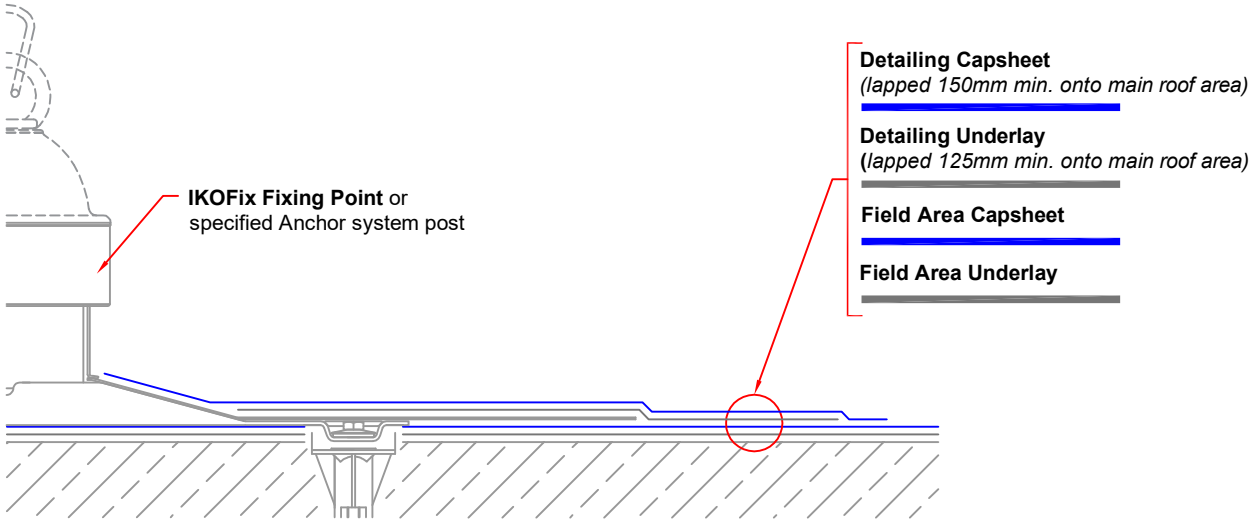 Detailing Capsheet
(lapped 150mm min. onto main roof area)
Detailing Underlay
(lapped 125mm min. onto main roof area)
IKOFix Fixing Point or
specified Anchor system post
Field Area Capsheet
Field Area Underlay